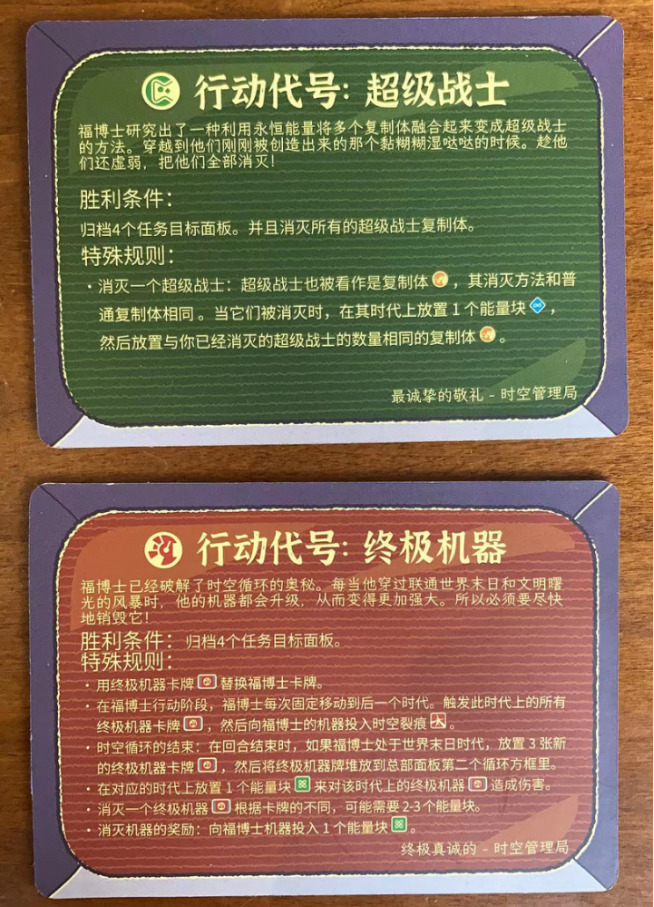 行动代号: 超级战士
福博士研究出了一种利用永恒能量将多个复制体融合起来变成超级战士
的方法。穿越到他们刚刚被创造出来的那个黏糊糊湿哒哒的时候。趁他
们还虚弱，把他们全部消灭!
胜利条件：
归档4个任务目标面板。并且消灭所有的超级战士复制体。
特殊规则：
·消灭一个超级战士：超级战士也被看作是复制体，其消灭方法和普
通复制体相同。当它们被消灭时，在其时代上放置 1 个能量块，
然后放置与你已经消灭的超级战士的数量相同的复制体。
最诚挚的敬礼 - 时空管理局
行动代号: 终极机器
福博士已经破解了时空循环的奥秘。每当他穿过联通世界末日和文明曙
光的风暴时，他的机器都会升级，从而变得更加强大。所以必须要尽快
地销毁它!
胜利条件：归档4个任务目标面板。
特殊规则：
·用终极机器卡牌替换福博士卡牌。
·在福博士行动阶段，福博士每次固定移动到后一个时代。触发此时代上的所有
终极机器卡牌，然后向福博士的机器投入时空裂痕。
·时空循环的结束：在回合结束时，如果福博士处于世界末日时代，放置 3 张新
的终极机器卡牌，然后将终极机器牌堆放到总部面板第二个循环方框里。
·在对应的时代上放置 1 个能量块来对该时代上的终极机器造成伤害。
·消灭一个终极机器根据卡牌的不同，可能需要 2-3 个能量块。
·消灭机器的奖励：向福博士机器投入 1 个能量块。
终极真诚的 - 时空管理局